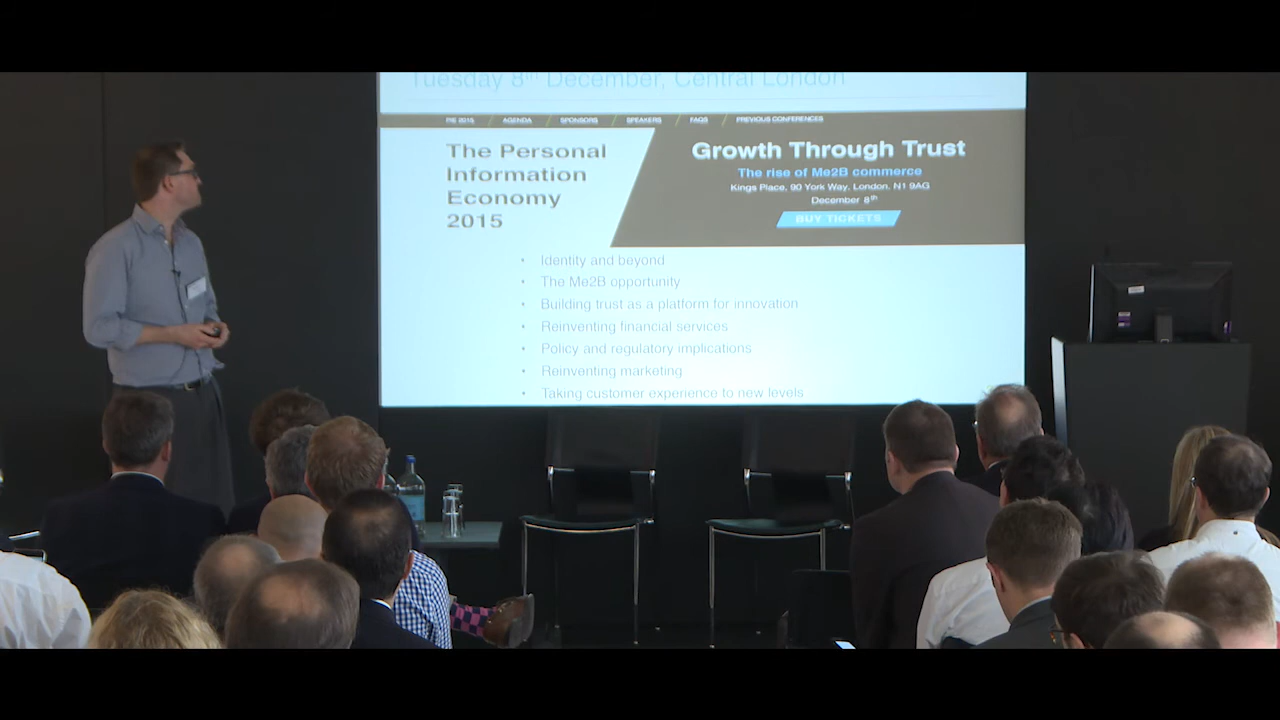 Tuesday 8th December, Central London
PIE 2015 / AGENDA / SPONSORS / SPEAKERS / FAQS / PREVIOUS CONFERENCES
The Personal
Information
Economy
2015
Growth Through Trust
The rise of Me2B commerce
Kings Place, 90 York Way, London, N1 9AG
December 8th
BUY TICKETS
• Identity and beyond
• The Me2B opportunity
• Building trust as a platform for innovation
• Reinventing financial services
• Policy and regulatory implications
• Reinventing marketing
• Taking customer experience to new levels